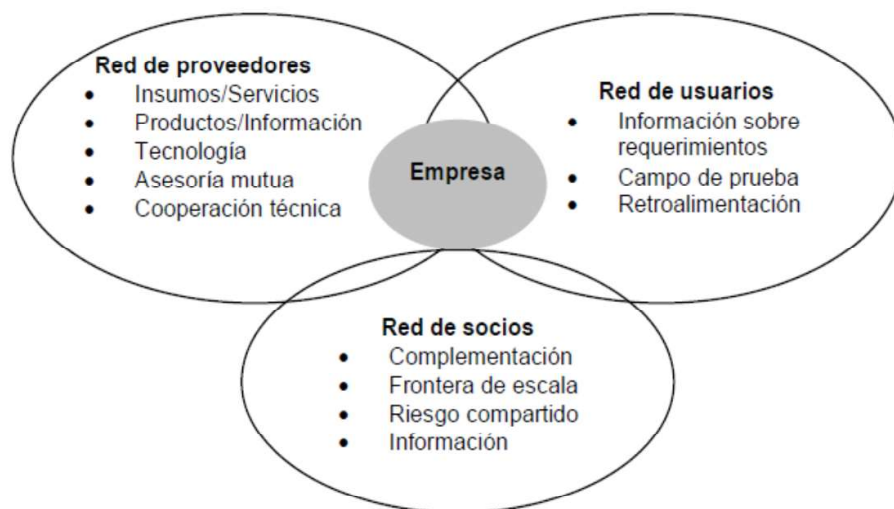 Red de proveedores
• Insumos/Servicios
• Productos/Información
• Tecnología
• Asesoría mutua
• Cooperación técnica
Empresa
Red de usuarios
• Información sobre
requerimientos
• Campo de prueba
• Retroalimentación
Red de socios
• Complementación
• Frontera de escala
• Riesgo compartido
• Información